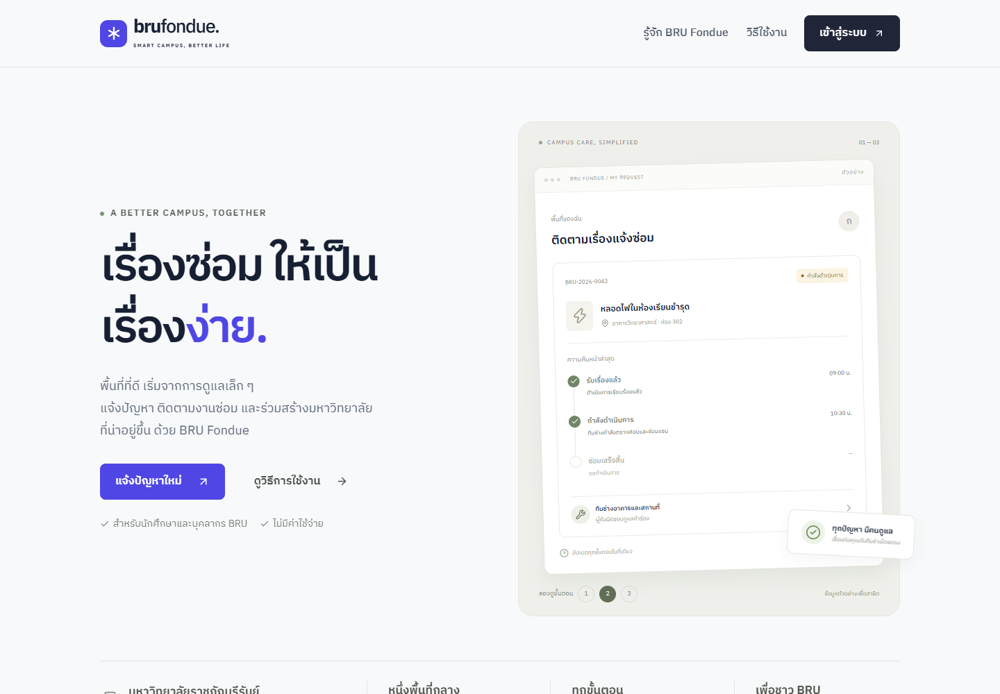 brufondue.
SMART CAMPUS, BETTER LIFE
รู้จัก BRU Fondue
วิธีใช้งาน
เข้าสู่ระบบ
A BETTER CAMPUS, TOGETHER
เรื่องซ่อม ให้เป็น
เรื่องง่าย.
พื้นที่ที่ดี เริ่มจากการดูแลเล็ก ๆ
แจ้งปัญหา ติดตามงานซ่อม และร่วมสร้างมหาวิทยาลัย
ที่น่าอยู่ขึ้น ด้วย BRU Fondue
แจ้งปัญหาใหม่
ดูวิธีการใช้งาน
สำหรับนักศึกษาและบุคลากร BRU
ไม่มีค่าใช้จ่าย
CAMPUS CARE, SIMPLIFIED
01 — 03
BRU FONDUE / MY REQUEST
ตัวอย่าง
พื้นที่ของฉัน
ก
ติดตามเรื่องแจ้งซ่อม
BRU-2026-0042
กำลังดำเนินการ
หลอดไฟในห้องเรียนชำรุด
อาคารวิทยาศาสตร์ · ห้อง 302
ความคืบหน้าล่าสุด
รับเรื่องแล้ว
09:00 น.
ดำเนินการเรียบร้อยแล้ว
กำลังดำเนินการ
10:30 น.
ทีมช่างกำลังตรวจสอบและซ่อมแซม
ซ่อมเสร็จสิ้น
—
รอดำเนินการ
ทีมช่างอาคารและสถานที่
ผู้รับผิดชอบดูแลคำร้อง
ทุกปัญหา มีคนดูแล
เชื่อมต่อคุณกับทีมช่างโดยตรง
อัปเดตทุกขั้นตอนในที่เดียว
ลองดูขั้นตอน
1
2
3
ข้อมูลตัวอย่างเพื่อสาธิต
มหาวิทยาลัยราชภัฏบุรีรัมย์
หนึ่งพื้นที่กลาง
ทุกขั้นตอน
เพื่อชาว BRU